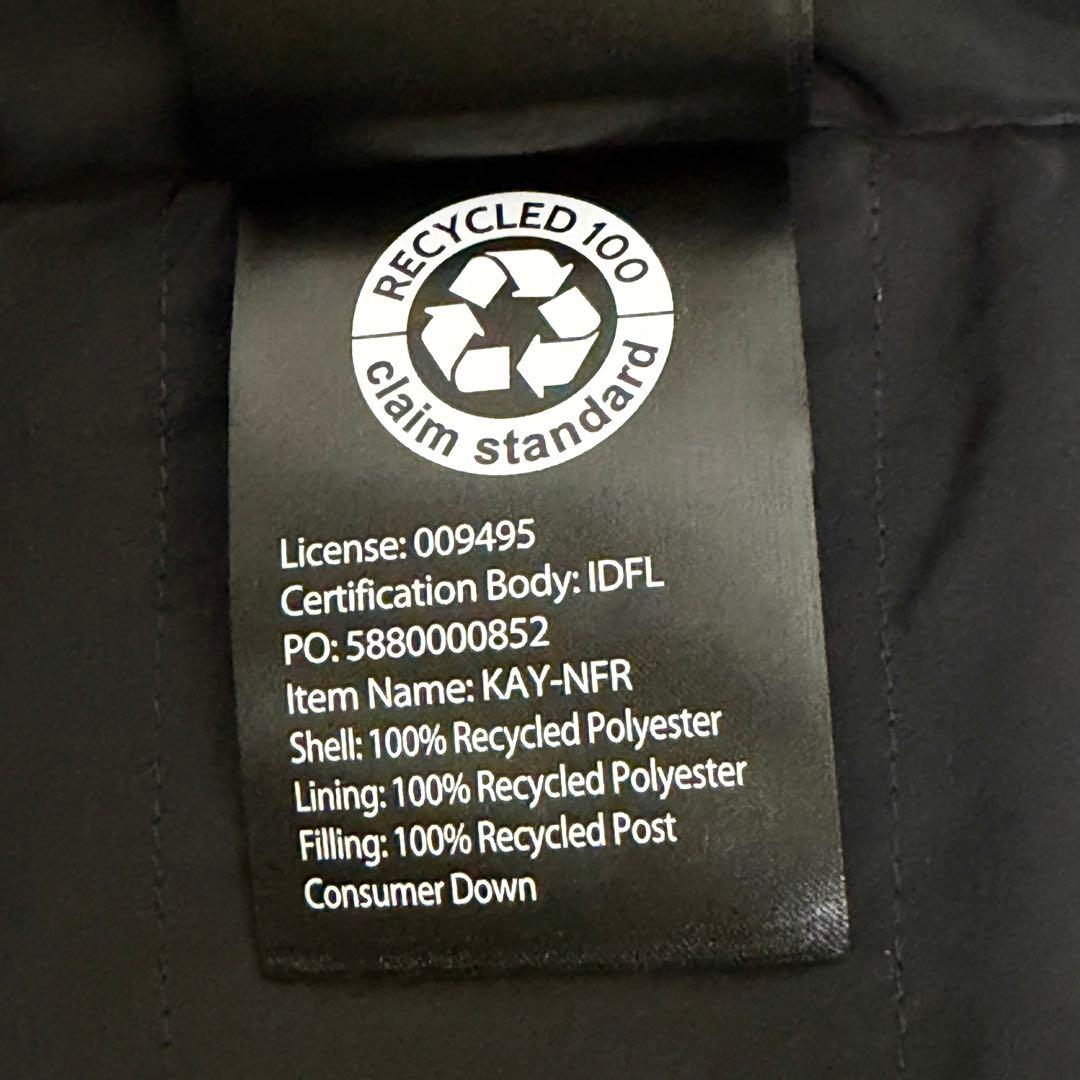 RECYCLED 100
claim standard
License: 009495
Certification Body: IDFL
PO: 5880000852
Item Name: KAY-NFR
Shell: 100% Recycled Polyester
Lining: 100% Recycled Polyester
Filling: 100% Recycled Post
Consumer Down